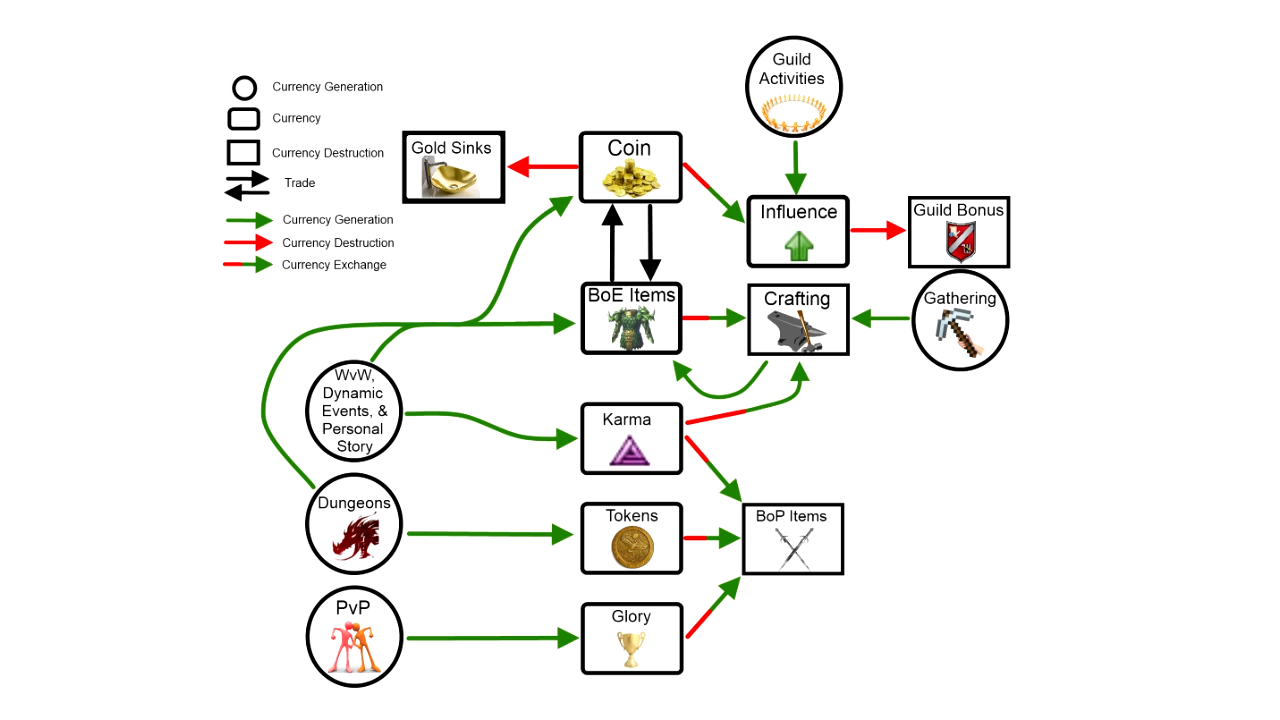 Guild
Activities
Currency Generation
Currency
Currency Destruction
Trade
Currency Generation
Currency Destruction
Currency Exchange
Gold Sinks
Coin
Influence
Guild Bonus
BoE Items
Crafting
Gathering
WvW,
Dynamic
Events, &
Personal
Story
Karma
Dungeons
Tokens
BoP Items
PvP
Glory